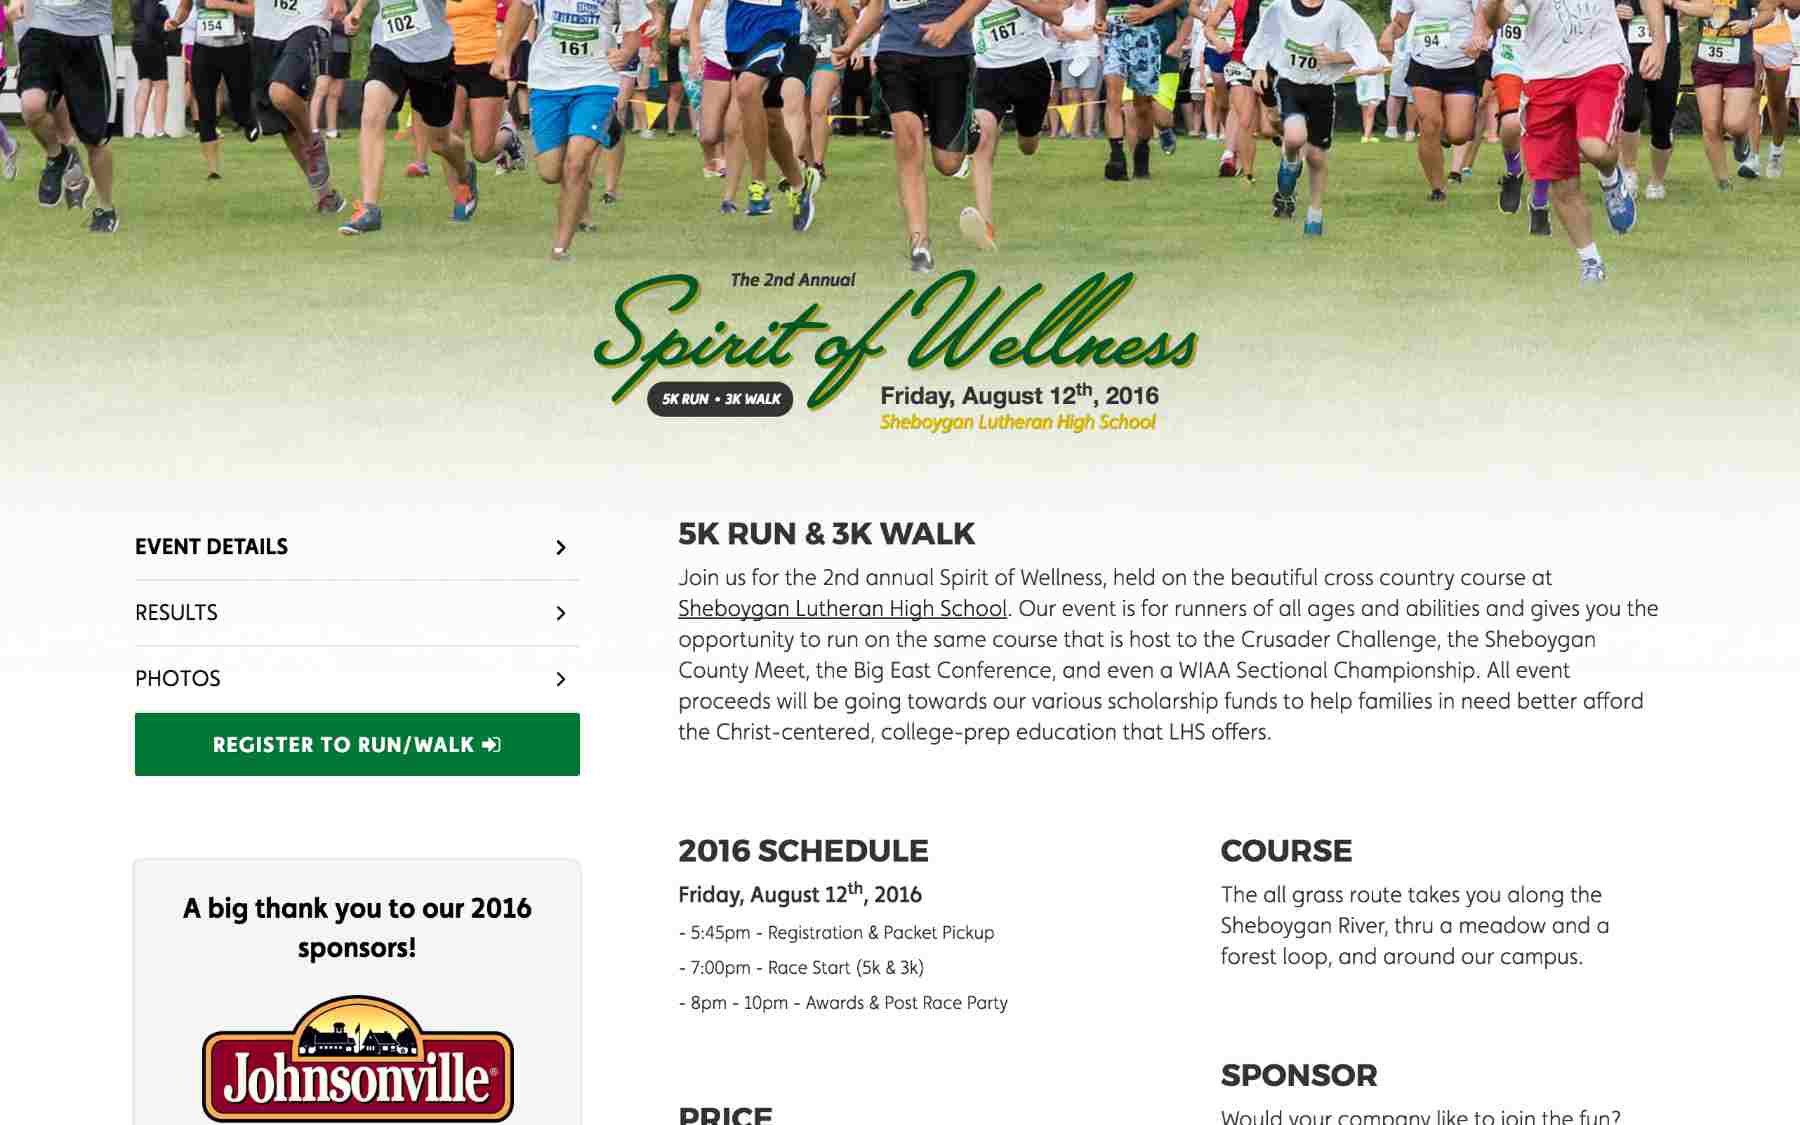 154
162
102
161
167
170
94
169
35
The 2nd Annual
Spirit of Wellness
5K RUN • 3K WALK
Friday, August 12th, 2016
Sheboygan Lutheran High School
EVENT DETAILS
RESULTS
PHOTOS
REGISTER TO RUN/WALK
A big thank you to our 2016
sponsors!
Johnsonville®
5K RUN & 3K WALK
Join us for the 2nd annual Spirit of Wellness, held on the beautiful cross country course at
Sheboygan Lutheran High School. Our event is for runners of all ages and abilities and gives you the
opportunity to run on the same course that is host to the Crusader Challenge, the Sheboygan
County Meet, the Big East Conference, and even a WIAA Sectional Championship. All event
proceeds will be going towards our various scholarship funds to help families in need better afford
the Christ-centered, college-prep education that LHS offers.
2016 SCHEDULE
Friday, August 12th, 2016
- 5:45pm - Registration & Packet Pickup
- 7:00pm - Race Start (5k & 3k)
- 8pm - 10pm - Awards & Post Race Party
PRICE
COURSE
The all grass route takes you along the
Sheboygan River, thru a meadow and a
forest loop, and around our campus.
SPONSOR
Would your company like to join the fun?